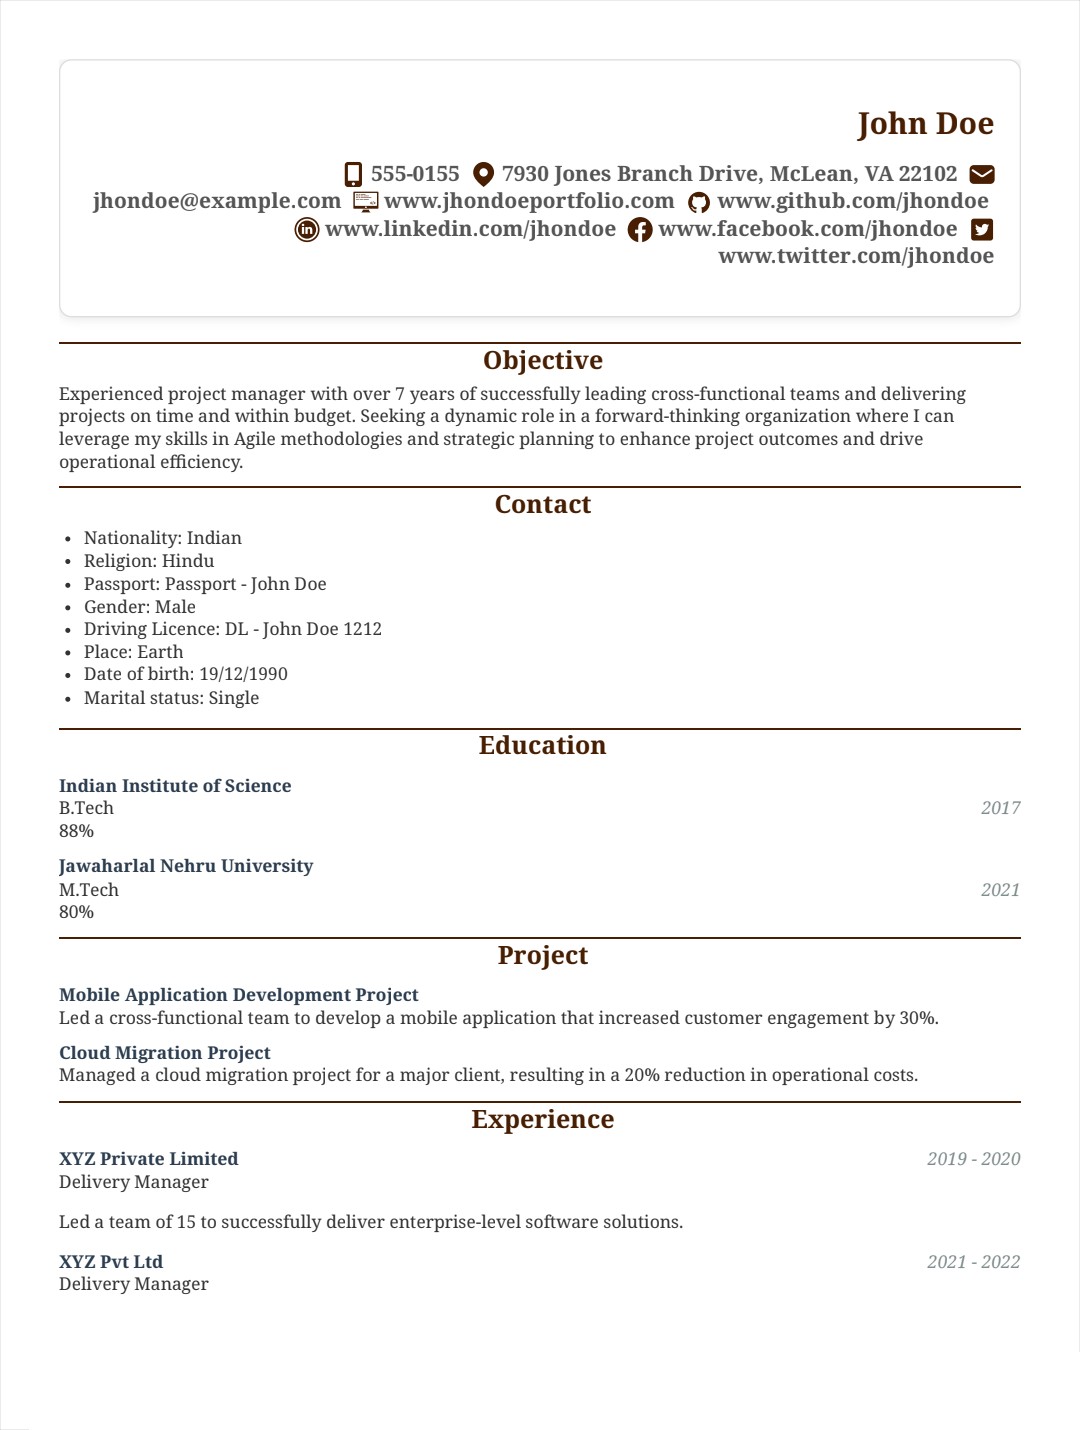 John Doe
555-0155 7930 Jones Branch Drive, McLean, VA 22102
jhondoe@example.com www.jhondoeportfolio.com www.github.com/jhondoe
www.linkedin.com/jhondoe www.facebook.com/jhondoe
www.twitter.com/jhondoe
Objective
Experienced project manager with over 7 years of successfully leading cross-functional teams and delivering
projects on time and within budget. Seeking a dynamic role in a forward-thinking organization where I can
leverage my skills in Agile methodologies and strategic planning to enhance project outcomes and drive
operational efficiency.
Contact
• Nationality: Indian
• Religion: Hindu
• Passport: Passport - John Doe
• Gender: Male
• Driving Licence: DL - John Doe 1212
• Place: Earth
• Date of birth: 19/12/1990
• Marital status: Single
Education
Indian Institute of Science
B.Tech 2017
88%
Jawaharlal Nehru University
M.Tech 2021
80%
Project
Mobile Application Development Project
Led a cross-functional team to develop a mobile application that increased customer engagement by 30%.
Cloud Migration Project
Managed a cloud migration project for a major client, resulting in a 20% reduction in operational costs.
Experience
XYZ Private Limited 2019 - 2020
Delivery Manager
Led a team of 15 to successfully deliver enterprise-level software solutions.
XYZ Pvt Ltd 2021 - 2022
Delivery Manager